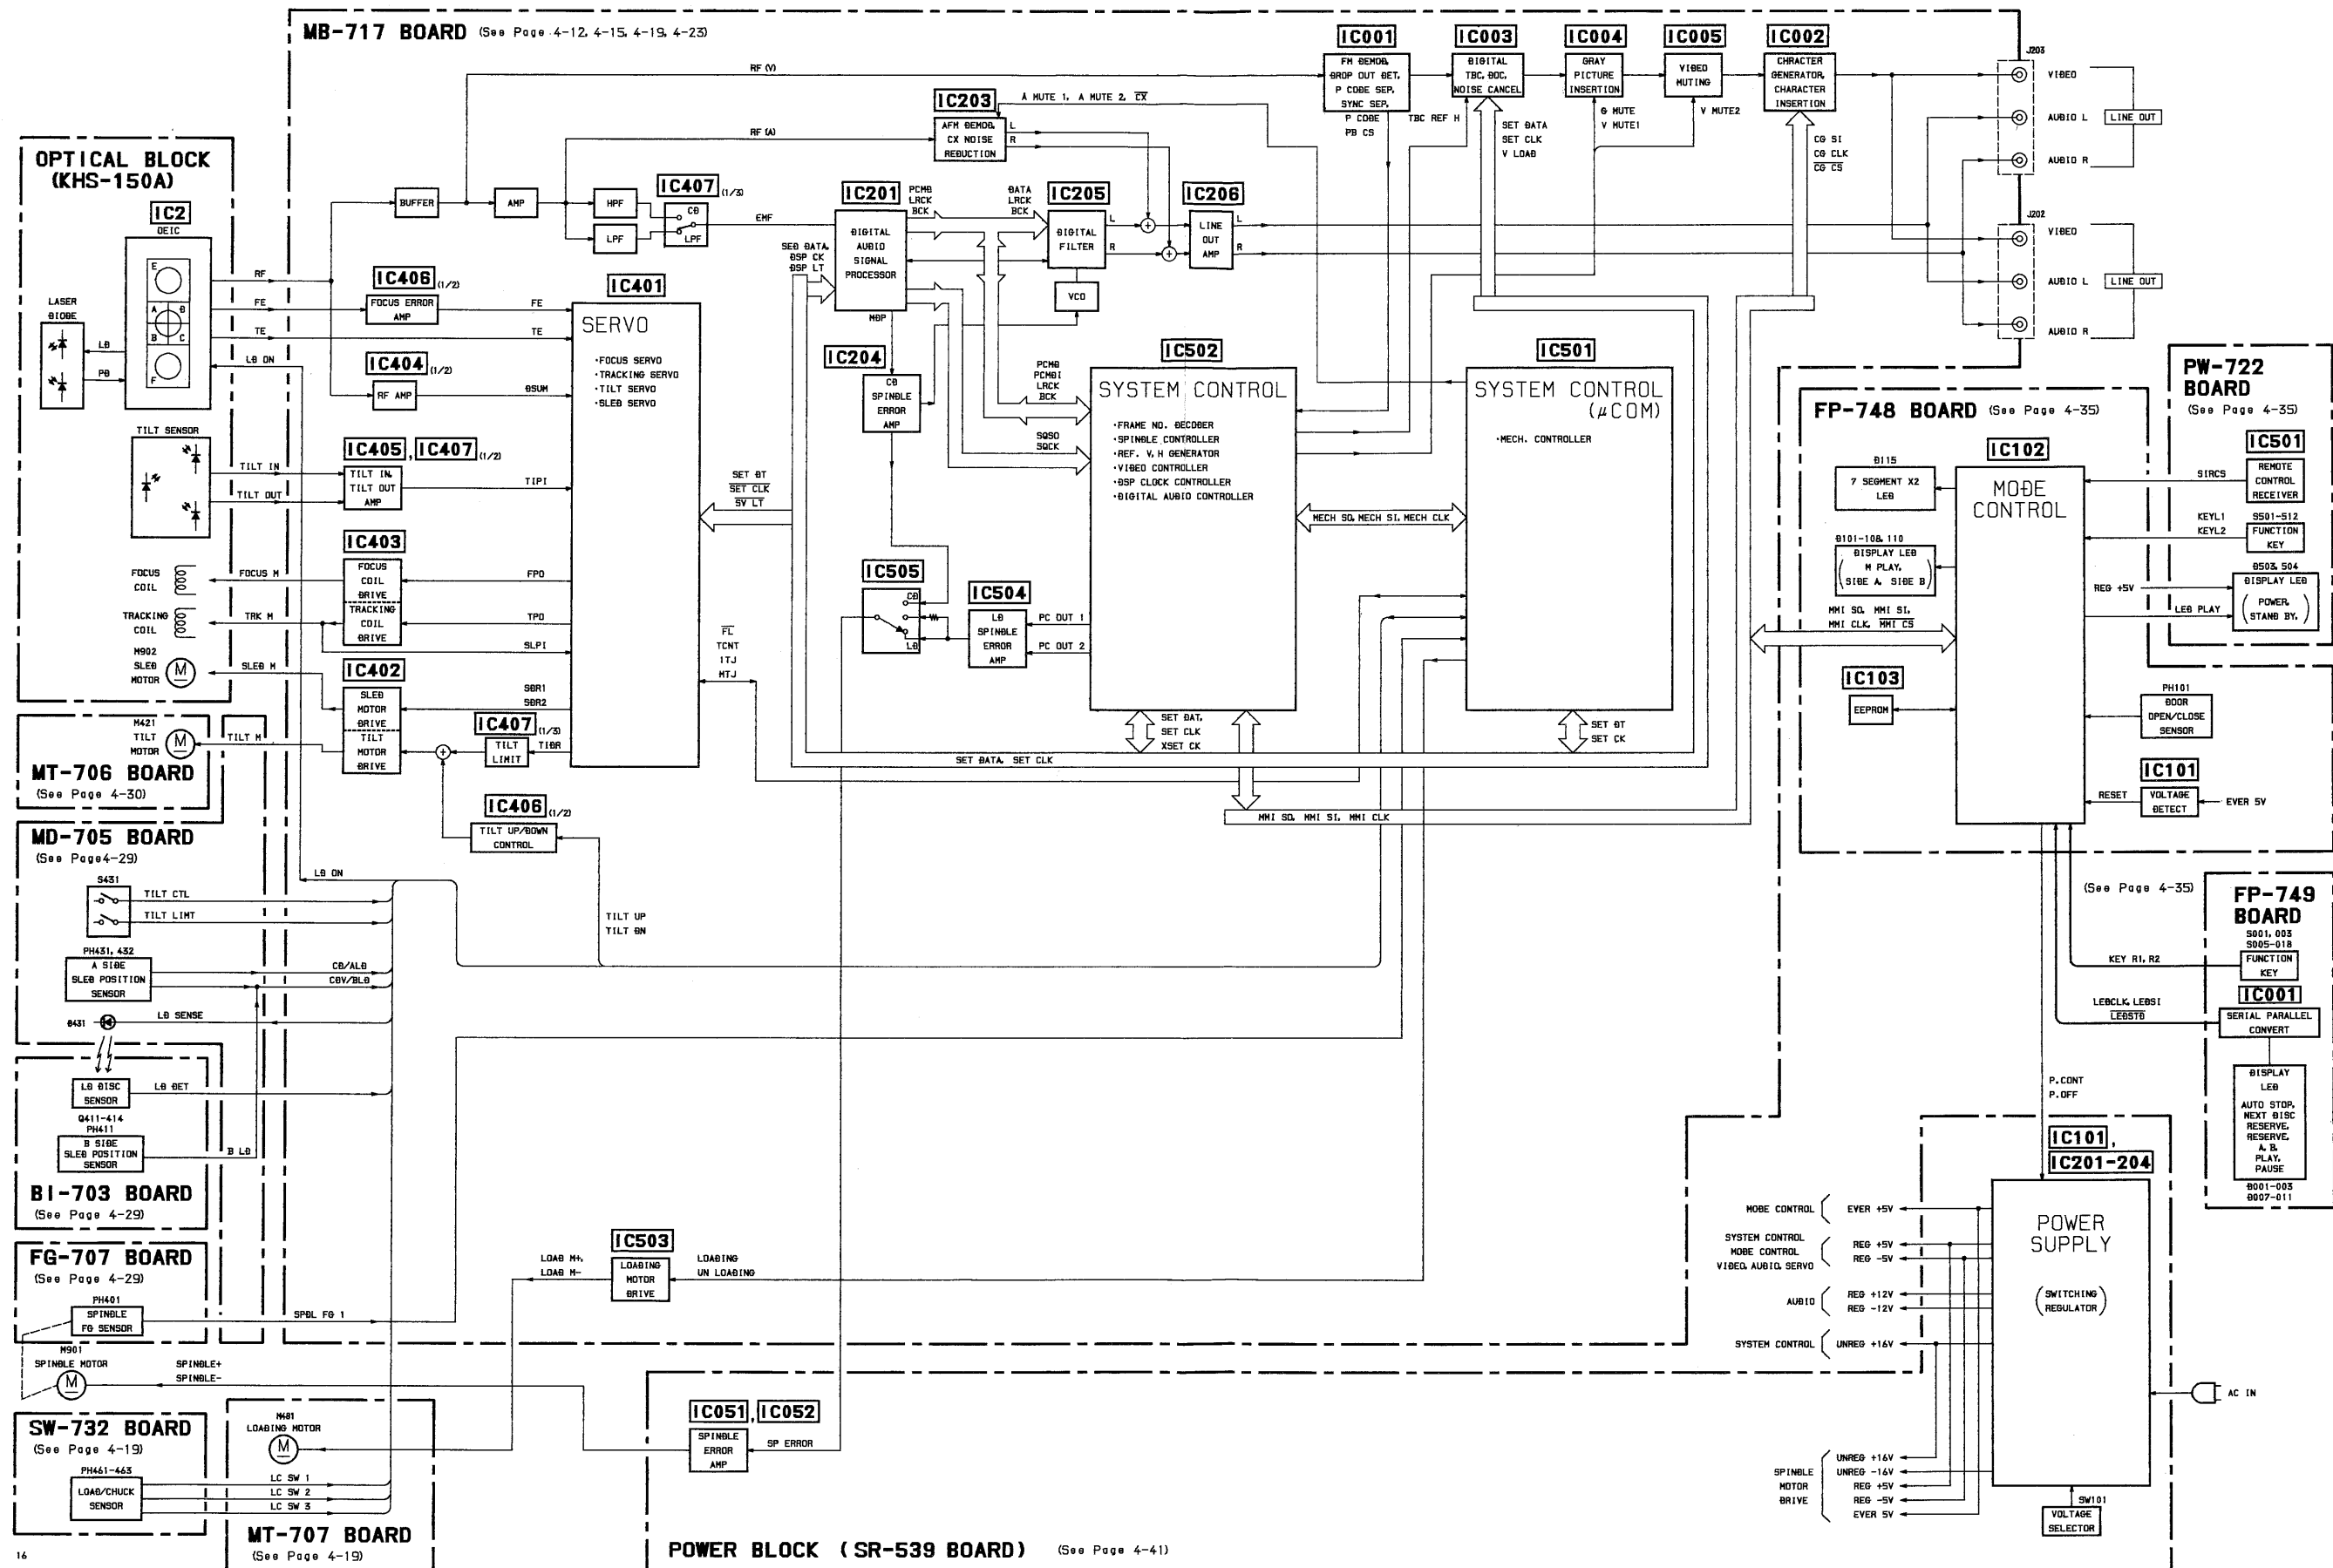 MB-717 BOARD (See Page 4-12, 4-15, 4-19, 4-23)
IC001
FM DEMOD,
DROP OUT DET,
P CODE SEP,
SYNC SEP,
IC003
DIGITAL
TBC, DOC,
NOISE CANCEL
IC004
GRAY
PICTURE
INSERTION
IC005
VIDEO
MUTING
IC002
CHRACTER
GENERATOR,
CHARACTER
INSERTION
J203
VIDEO
AUDIO L
LINE OUT
AUDIO R
J202
VIDEO
AUDIO L
LINE OUT
AUDIO R
RF (V)
A MUTE 1, A MUTE 2, CX
IC203
AFM DEMOD,
CX NOISE
REDUCTION
L
R
RF (A)
P CODE
PB CS
TBC REF H
SET DATA
SET CLK
V LOAD
G MUTE
V MUTE1
V MUTE2
CG SI
CG CLK
CG CS
OPTICAL BLOCK
(KHS-150A)
IC2
OEIC
E
A
D
B
C
F
LASER
DIODE
LD
PD
RF
FE
TE
LD ON
BUFFER
AMP
HPF
LPF
IC407 (1/3)
CD
LPF
EMF
IC201
DIGITAL
AUDIO
SIGNAL
PROCESSOR
PCMD
LRCK
BCK
DATA
LRCK
BCK
IC205
DIGITAL
FILTER
L
R
IC206
LINE
OUT
AMP
L
R
SED DATA,
DSP CK
DSP LT
VCO
MDP
IC406 (1/2)
FOCUS ERROR
AMP
FE
TE
IC404 (1/2)
RF AMP
DSUM
IC401
SERVO
·FOCUS SERVO
·TRACKING SERVO
·TILT SERVO
·SLED SERVO
IC204
CD
SPINDLE
ERROR
AMP
PCMD
PCMDI
LRCK
BCK
SQSO
SQCK
IC502
SYSTEM CONTROL
·FRAME NO. DECODER
·SPINDLE CONTROLLER
·REF. V, H GENERATOR
·VIDEO CONTROLLER
·DSP CLOCK CONTROLLER
·DIGITAL AUDIO CONTROLLER
IC501
SYSTEM CONTROL
(μCOM)
·MECH. CONTROLLER
MECH SO, MECH SI, MECH CLK
TILT SENSOR
TILT IN
TILT OUT
IC405, IC407 (1/2)
TILT IN,
TILT OUT
AMP
TIPI
SET DT
SET CLK
SV LT
FOCUS
COIL
TRACKING
COIL
M902
SLED
MOTOR
M
FOCUS M
TRK M
SLED M
IC403
FOCUS
COIL
DRIVE
TRACKING
COIL
DRIVE
FPO
TPO
SLPI
IC402
SLED
MOTOR
DRIVE
TILT
MOTOR
DRIVE
SDR1
SDR2
IC407 (1/3)
TILT
LIMIT
TIDR
FL
TCNT
ITJ
MTJ
IC505
CD
LD
IC504
LD
SPINDLE
ERROR
AMP
PC OUT 1
PC OUT 2
SET DAT,
SET CLK
XSET CK
SET DT
SET CK
SET DATA, SET CLK
MMI SO, MMI SI, MMI CLK
M421
TILT
MOTOR
M
TILT M
MT-706 BOARD
(See Page 4-30)
IC406 (1/2)
TILT UP/DOWN
CONTROL
TILT UP
TILT DN
MD-705 BOARD
(See Page4-29)
S431
TILT CTL
TILT LIMT
LD ON
PH431, 432
A SIDE
SLED POSITION
SENSOR
CD/ALD
CDV/BLD
D431
LD SENSE
LD DISC
SENSOR
LD DET
Q411-414
PH411
B SIDE
SLED POSITION
SENSOR
B LD
BI-703 BOARD
(See Page 4-29)
FG-707 BOARD
(See Page 4-29)
PH401
SPINDLE
FG SENSOR
SPDL FG 1
M901
SPINDLE MOTOR
M
SPINDLE+
SPINDLE-
SW-732 BOARD
(See Page 4-19)
PH461-463
LOAD/CHUCK
SENSOR
LC SW 1
LC SW 2
LC SW 3
M481
LOADING MOTOR
M
MT-707 BOARD
(See Page 4-19)
LOAD M+,
LOAD M-
IC503
LOADING
MOTOR
DRIVE
LOADING
UN LOADING
IC051, IC052
SPINDLE
ERROR
AMP
SP ERROR
POWER BLOCK (SR-539 BOARD) (See Page 4-41)
PW-722
BOARD
(See Page 4-35)
IC501
REMOTE
CONTROL
RECEIVER
SIRCS
S501-512
FUNCTION
KEY
KEYL1
KEYL2
D503, 504
DISPLAY LED
(POWER,
STAND BY,)
REG +5V
LED PLAY
FP-748 BOARD (See Page 4-35)
IC102
MODE
CONTROL
D115
7 SEGMENT X2
LED
D101-108, 110
DISPLAY LED
(M PLAY,
SIDE A, SIDE B)
MMI SO, MMI SI,
MMI CLK, MMI CS
IC103
EEPROM
PH101
DOOR
OPEN/CLOSE
SENSOR
IC101
RESET
VOLTAGE
DETECT
EVER 5V
(See Page 4-35)
FP-749
BOARD
S001, 003
S005-018
FUNCTION
KEY
KEY R1, R2
IC001
SERIAL PARALLEL
CONVERT
LEDCLK, LEDSI
LEDSTD
DISPLAY
LED
AUTO STOP,
NEXT DISC
RESERVE,
RESERVE,
A, B,
PLAY,
PAUSE
D001-003
D007-011
P.CONT
P.OFF
IC101,
IC201-204
POWER
SUPPLY
(SWITCHING
REGULATOR)
MODE CONTROL
EVER +5V
SYSTEM CONTROL
MODE CONTROL
VIDEO, AUDIO, SERVO
REG +5V
REG -5V
AUDIO
REG +12V
REG -12V
SYSTEM CONTROL
UNREG +16V
AC IN
SPINDLE
MOTOR
DRIVE
UNREG +16V
UNREG -16V
REG +5V
REG -5V
EVER 5V
SW101
VOLTAGE
SELECTOR
16